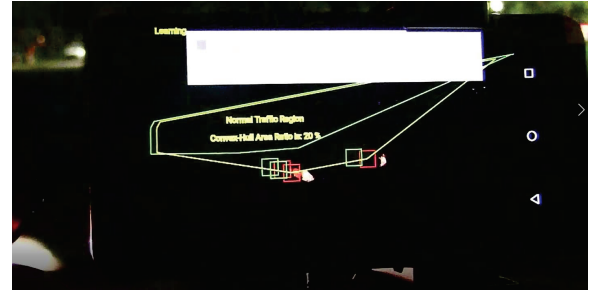 Learning
Normal Traffic Region
Convex-Hull Area Ratio is: 20 %